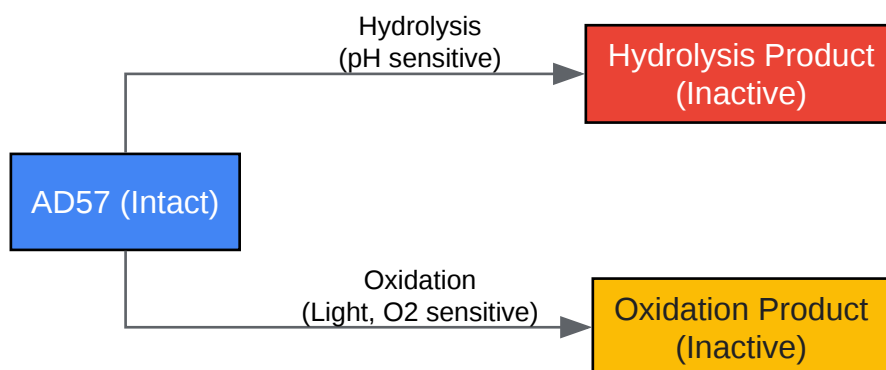 Hydrolysis
(pH sensitive)
Hydrolysis Product
(Inactive)
AD57 (Intact)
Oxidation
(Light, O2 sensitive)
Oxidation Product
(Inactive)